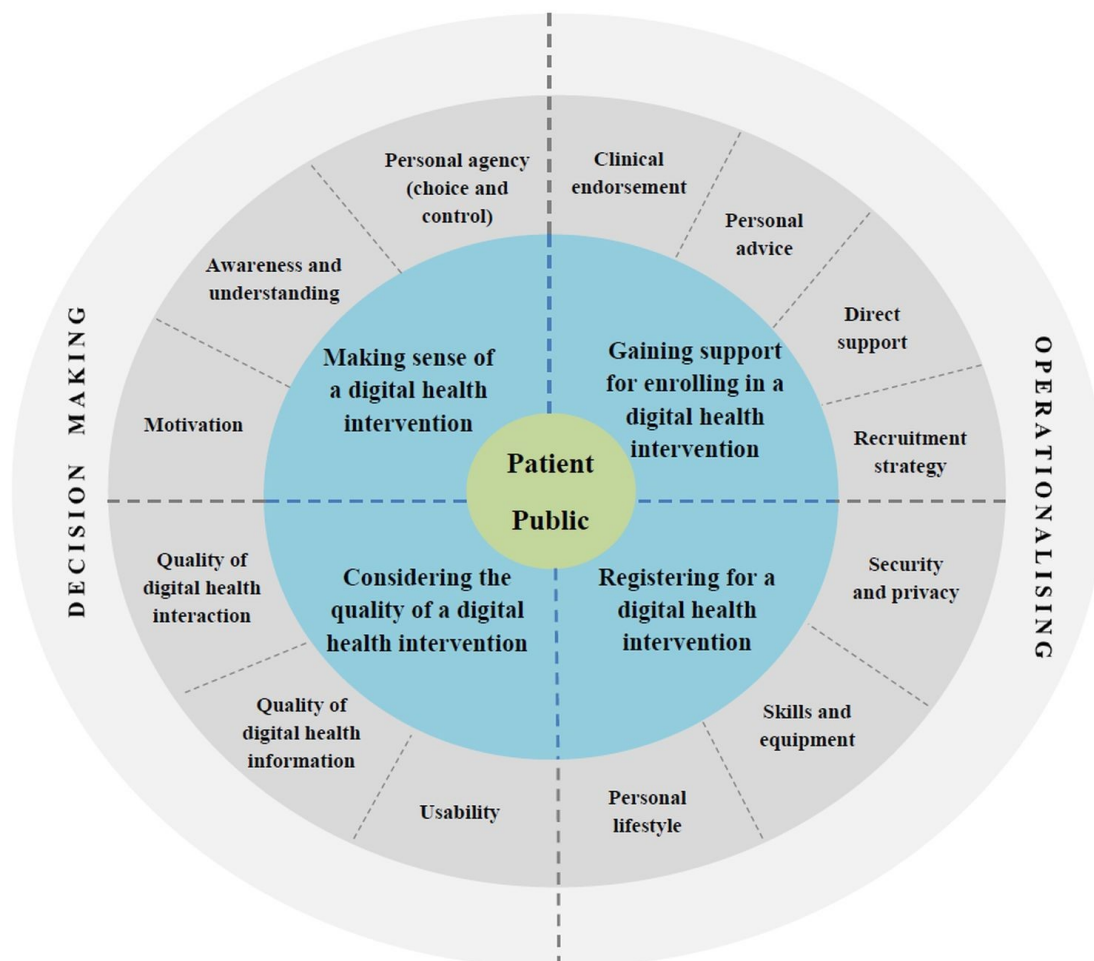 Personal agency
(choice and
control)
Clinical
endorsement
Personal
advice
Direct
support
Recruitment
strategy
Security
and privacy
Skills and
equipment
Personal
lifestyle
Usability
Quality of
digital health
information
Quality of
digital health
interaction
Motivation
Awareness and
understanding
Making sense of
a digital health
intervention
Gaining support
for enrolling in a
digital health
intervention
Considering the
quality of a digital
health intervention
Registering for a
digital health
intervention
Patient
Public
DECISION MAKING
OPERATIONALISING